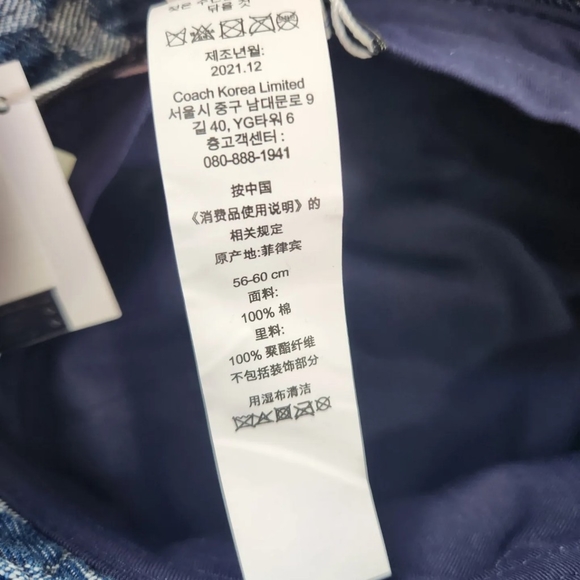 뒤물 것
제조년월:
2021.12
Coach Korea Limited
서울시 중구 남대문로 9
길 40, YG타워 6
층고객센터 :
080-888-1941
按中国
《消费品使用说明》的
相关规定
原产地:菲律宾
56-60 cm
面料:
100% 棉
里料:
100% 聚酯纤维
不包括装饰部分
用湿布清洁